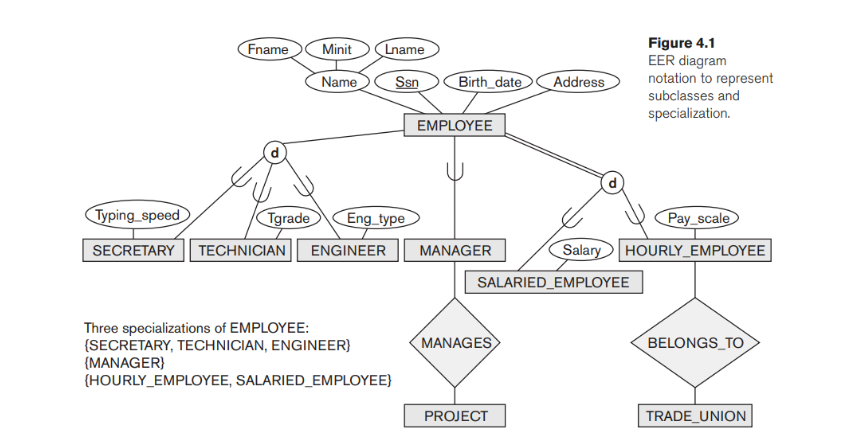 Figure 4.1
EER diagram
notation to represent
subclasses and
specialization.
Fname
Minit
Lname
Name
Ssn
Birth_date
Address
EMPLOYEE
d
d
Typing_speed
Tgrade
Eng_type
Pay_scale
SECRETARY
TECHNICIAN
ENGINEER
MANAGER
Salary
HOURLY_EMPLOYEE
SALARIED_EMPLOYEE
Three specializations of EMPLOYEE:
{SECRETARY, TECHNICIAN, ENGINEER}
{MANAGER}
{HOURLY_EMPLOYEE, SALARIED_EMPLOYEE}
MANAGES
BELONGS_TO
PROJECT
TRADE_UNION